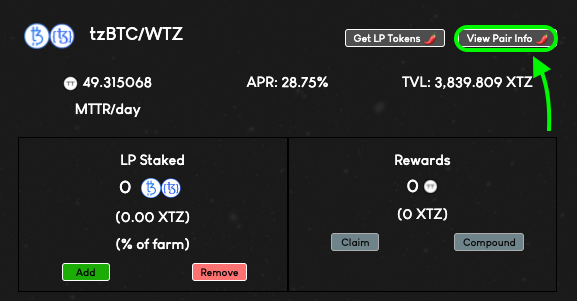 tzBTC/WTZ
Get LP Tokens
View Pair Info
49.315068
MTTR/day
APR: 28.75%
TVL: 3,839.809 XTZ
LP Staked
0
(0.00 XTZ)
(% of farm)
Add
Remove
Rewards
0
(0 XTZ)
Claim
Compound